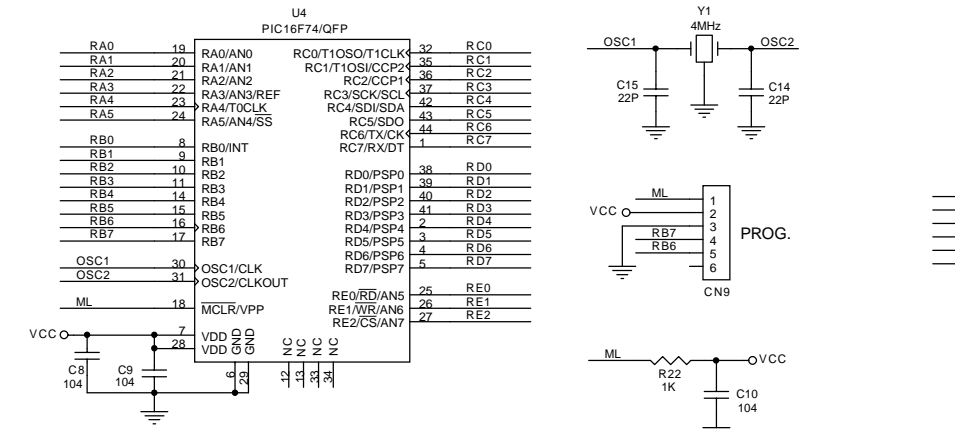 U4
PIC16F74/QFP
RA0 19 RA0/AN0 RC0/T1OSO/T1CLK 32 RC0
RA1 20 RA1/AN1 RC1/T1OSI/CCP2 35 RC1
RA2 21 RA2/AN2 RC2/CCP1 36 RC2
RA3 22 RA3/AN3/REF RC3/SCK/SCL 37 RC3
RA4 23 RA4/T0CLK RC4/SDI/SDA 42 RC4
RA5 24 RA5/AN4/SS RC5/SDO 43 RC5
RC6/TX/CK 44 RC6
RB0 8 RB0/INT RC7/RX/DT 1 RC7
RB1 9 RB1
RB2 10 RB2 RD0/PSP0 38 RD0
RB3 11 RB3 RD1/PSP1 39 RD1
RB4 14 RB4 RD2/PSP2 40 RD2
RB5 15 RB5 RD3/PSP3 41 RD3
RB6 16 RB6 RD4/PSP4 2 RD4
RB7 17 RB7 RD5/PSP5 3 RD5
RD6/PSP6 4 RD6
OSC1 30 OSC1/CLK RD7/PSP7 5 RD7
OSC2 31 OSC2/CLKOUT
RE0/RD/AN5 25 RE0
ML 18 MCLR/VPP RE1/WR/AN6 26 RE1
RE2/CS/AN7 27 RE2
VCC 7 VDD
28 VDD
GND GND
NC NC NC NC
6 29 12 13 33 34
C8 104
C9 104
Y1
4MHz
OSC1 OSC2
C15 22P
C14 22P
ML 1
VCC 2
3
RB7 4
RB6 5
6
PROG.
CN9
ML VCC
R22
1K
C10
104